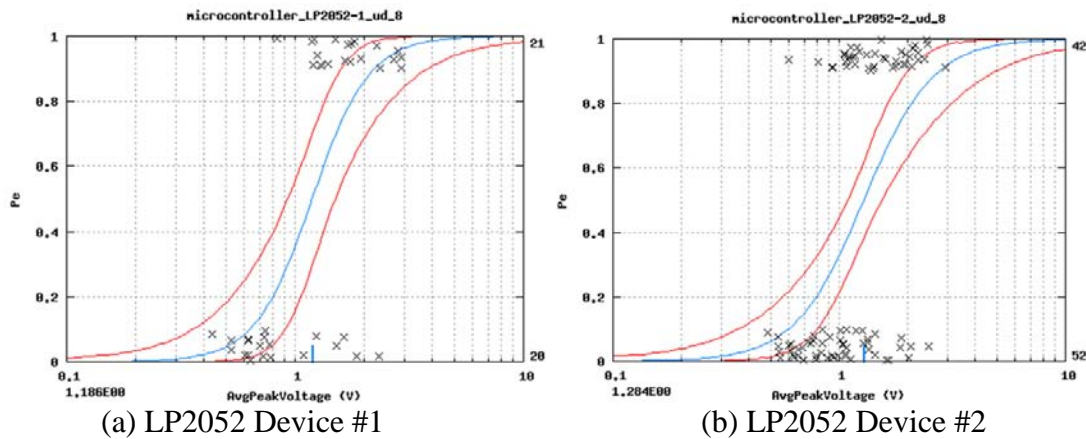 microcontroller_LP2052-1_ud_8
1
0.8
0.6
0.4
0.2
0
Pe
21
20
0.1
1
10
1.186E00
AvgPeakVoltage (V)
(a) LP2052 Device #1
microcontroller_LP2052-2_ud_8
1
0.8
0.6
0.4
0.2
0
Pe
42
52
0.1
1
10
1.284E00
AvgPeakVoltage (V)
(b) LP2052 Device #2